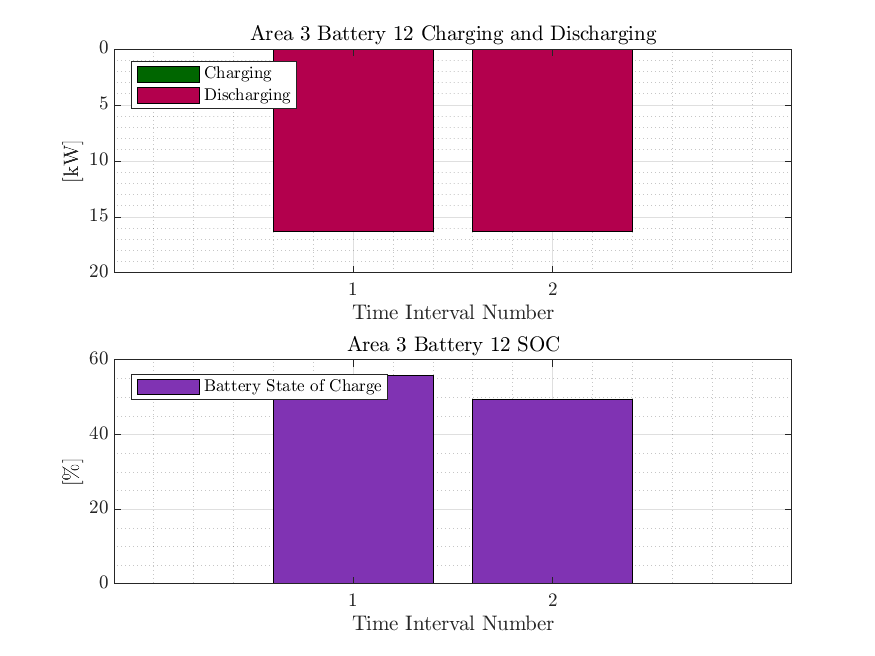 Area 3 Battery 12 Charging and Discharging
0
5
10
15
20
[kW]
Charging
Discharging
1 2
Time Interval Number
Area 3 Battery 12 SOC
60
40
20
0
[%]
Battery State of Charge
1 2
Time Interval Number